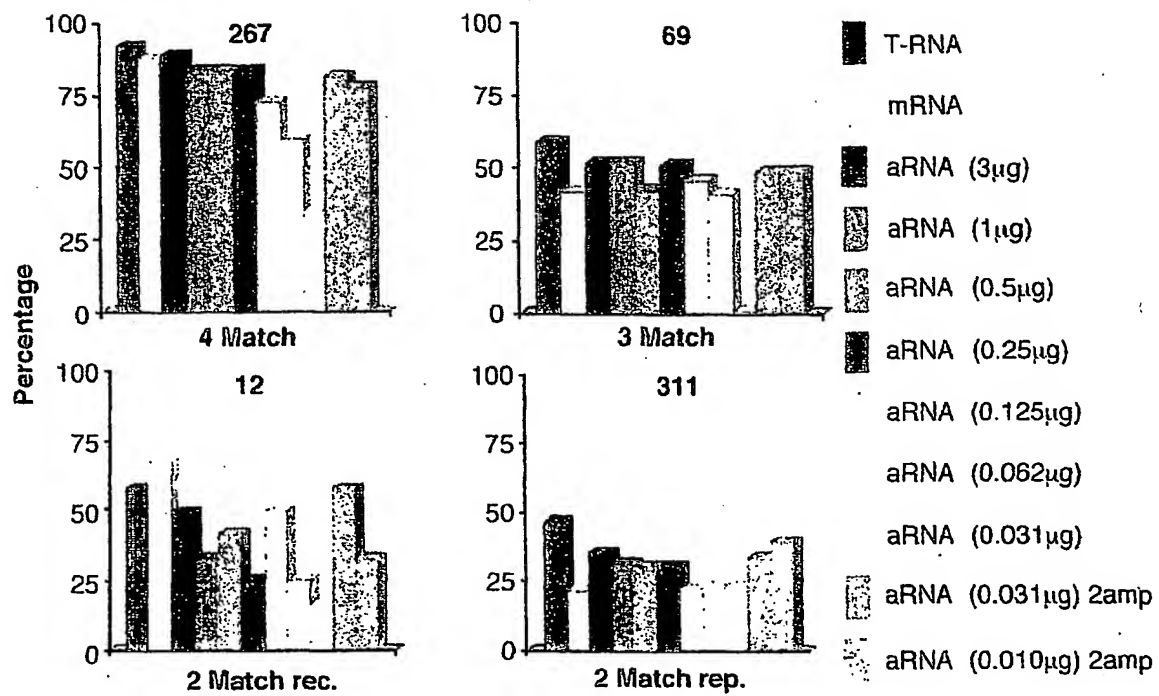 Percentage
100
75
50
25
0
267
4 Match
100
75
50
25
0
69
3 Match
100
75
50
25
0
12
2 Match rec.
100
75
50
25
0
311
2 Match rep.
T-RNA
mRNA
aRNA (3µg)
aRNA (1µg)
aRNA (0.5µg)
aRNA (0.25µg)
aRNA (0.125µg)
aRNA (0.062µg)
aRNA (0.031µg)
aRNA (0.031µg) 2amp
aRNA (0.010µg) 2amp